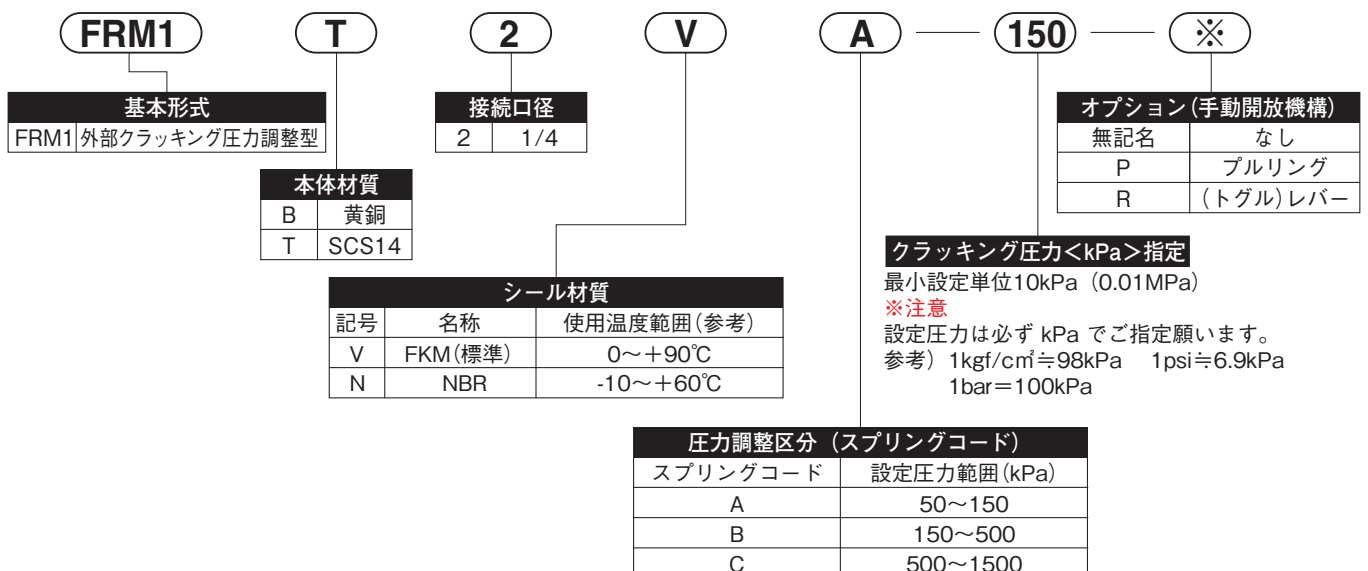 FRM1 T 2 V A 150 ※
基本形式
FRM1 外部クラッキング圧力調整型
接続口径
2 1/4
オプション(手動開放機構)
無記名 なし
P プルリング
R (トグル)レバー
本体材質
B 黄銅
T SCS14
クラッキング圧力<kPa>指定
最小設定単位10kPa（0.01MPa）
※注意
設定圧力は必ず kPa でご指定願います。
参考）1kgf/c㎡≒98kPa 1psi≒6.9kPa
1bar＝100kPa
シール材質
記号 名称 使用温度範囲(参考)
V FKM(標準) 0～＋90℃
N NBR -10～＋60℃
圧力調整区分（スプリングコード）
スプリングコード 設定圧力範囲(kPa)
A 50～150
B 150～500
C 500～1500